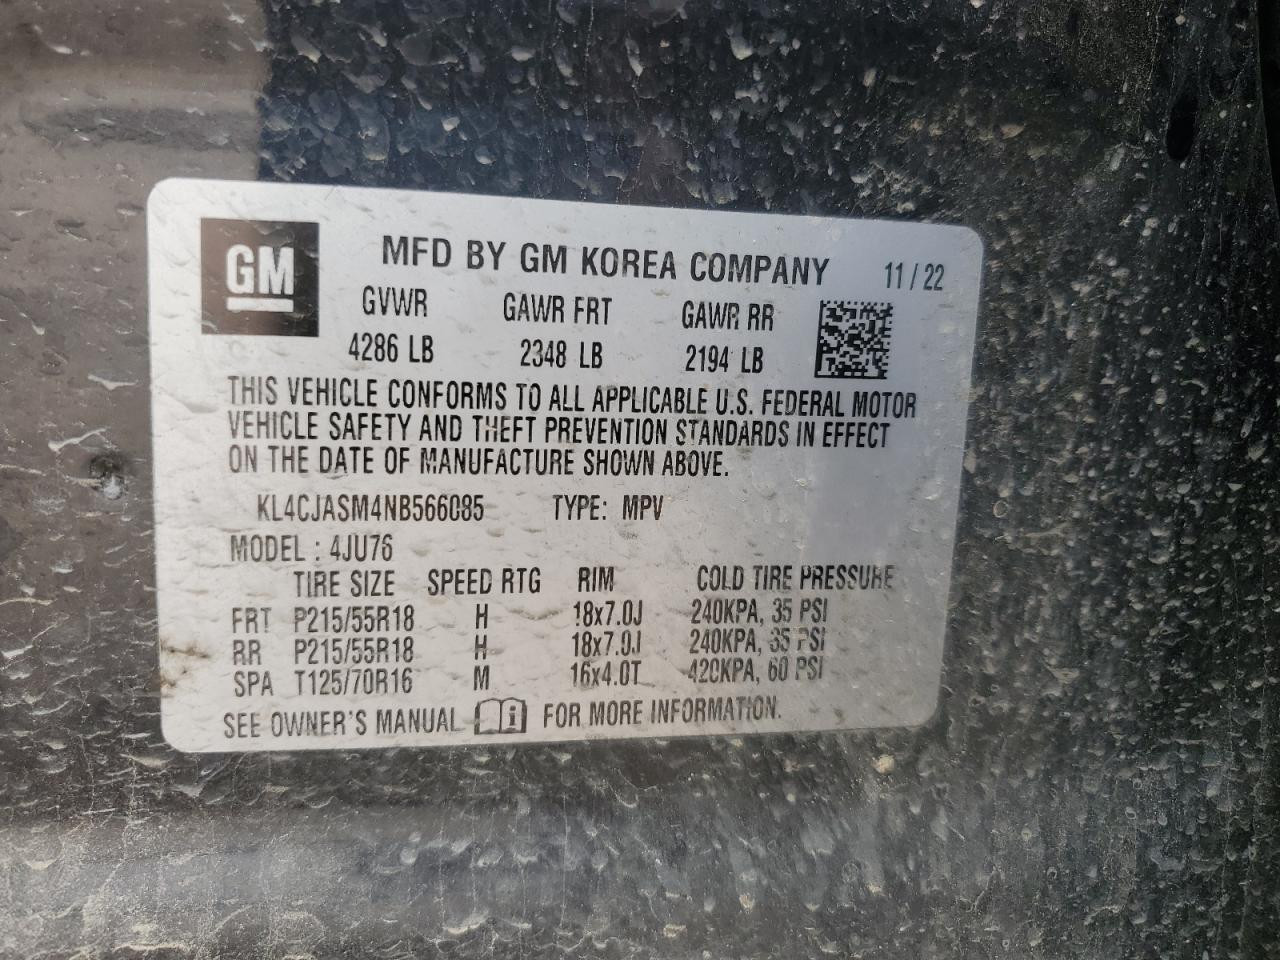 GM
MFD BY GM KOREA COMPANY 11/22
GVWR GAWR FRT GAWR RR
4286 LB 2348 LB 2194 LB
THIS VEHICLE CONFORMS TO ALL APPLICABLE U.S. FEDERAL MOTOR
VEHICLE SAFETY AND THEFT PREVENTION STANDARDS IN EFFECT
ON THE DATE OF MANUFACTURE SHOWN ABOVE.
KL4CJASM4NB566085 TYPE: MPV
MODEL : 4JU76
TIRE SIZE SPEED RTG RIM COLD TIRE PRESSURE
FRT P215/55R18 H 18x7.0J 240KPA, 35 PSI
RR P215/55R18 H 18x7.0J 240KPA, 35 PSI
SPA T125/70R16 M 16x4.0T 420KPA, 60 PSI
SEE OWNER'S MANUAL i FOR MORE INFORMATION.